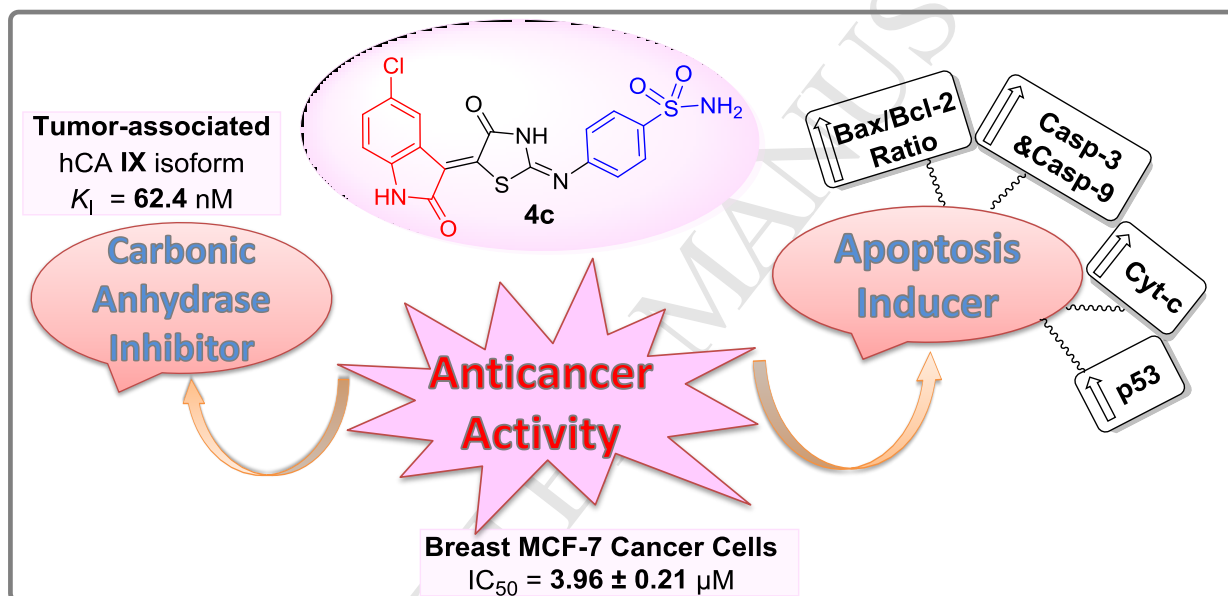 Cl
O
O
O
S
NH₂
NH
S
N
HN
O
4c
Tumor-associated
hCA IX isoform
K_I = 62.4 nM
Carbonic
Anhydrase
Inhibitor
Anticancer
Activity
Breast MCF-7 Cancer Cells
IC₅₀ = 3.96 ± 0.21 µM
Apoptosis
Inducer
Bax/Bcl-2
Ratio
Casp-3
&Casp-9
Cyt-c
p53